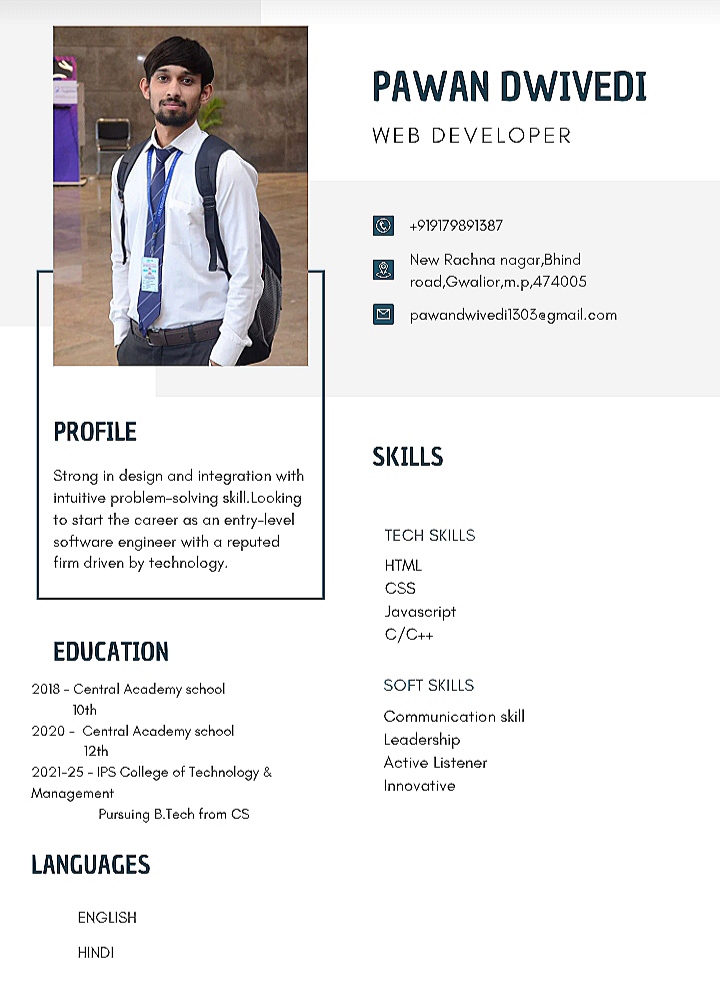 PAWAN DWIVEDI
WEB DEVELOPER
+919179891387
New Rachna nagar,Bhind
road,Gwalior,m.p,474005
pawandwivedi1303@gmail.com
PROFILE
Strong in design and integration with
intuitive problem-solving skill.Looking
to start the career as an entry-level
software engineer with a reputed
firm driven by technology.
EDUCATION
2018 - Central Academy school
10th
2020 - Central Academy school
12th
2021-25 - IPS College of Technology &
Management
Pursuing B.Tech from CS
LANGUAGES
ENGLISH
HINDI
SKILLS
TECH SKILLS
HTML
CSS
Javascript
C/C++
SOFT SKILLS
Communication skill
Leadership
Active Listener
Innovative